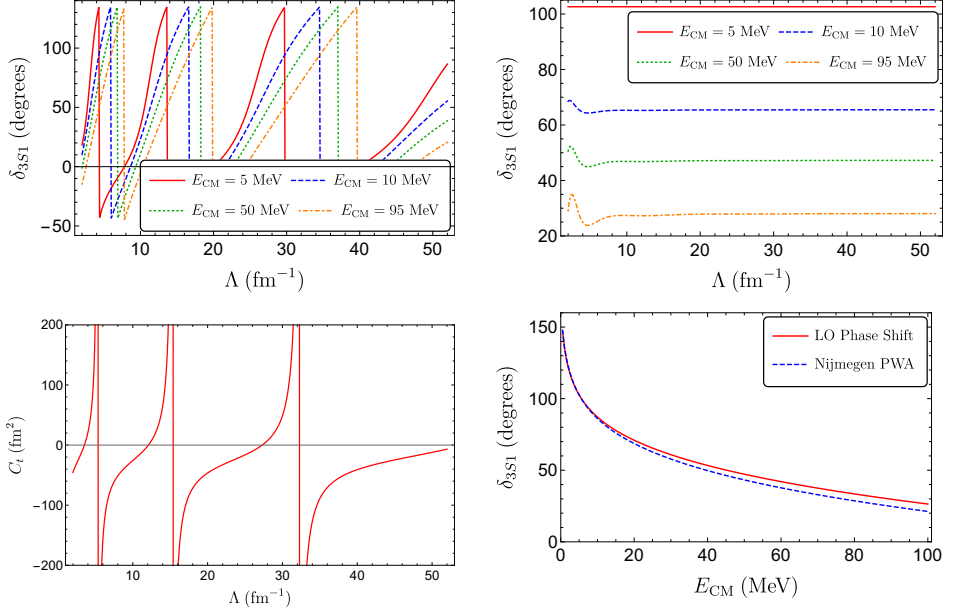 δ3S1 (degrees)
100
50
0
−50
10
20
30
40
50
Λ (fm⁻¹)
E_CM = 5 MeV
E_CM = 10 MeV
E_CM = 50 MeV
E_CM = 95 MeV
δ3S1 (degrees)
100
80
60
40
20
10
20
30
40
50
Λ (fm⁻¹)
E_CM = 5 MeV
E_CM = 10 MeV
E_CM = 50 MeV
E_CM = 95 MeV
C_t (fm²)
200
100
0
−100
−200
10
20
30
40
50
Λ (fm⁻¹)
δ3S1 (degrees)
150
100
50
0
0
20
40
60
80
100
E_CM (MeV)
LO Phase Shift
Nijmegen PWA